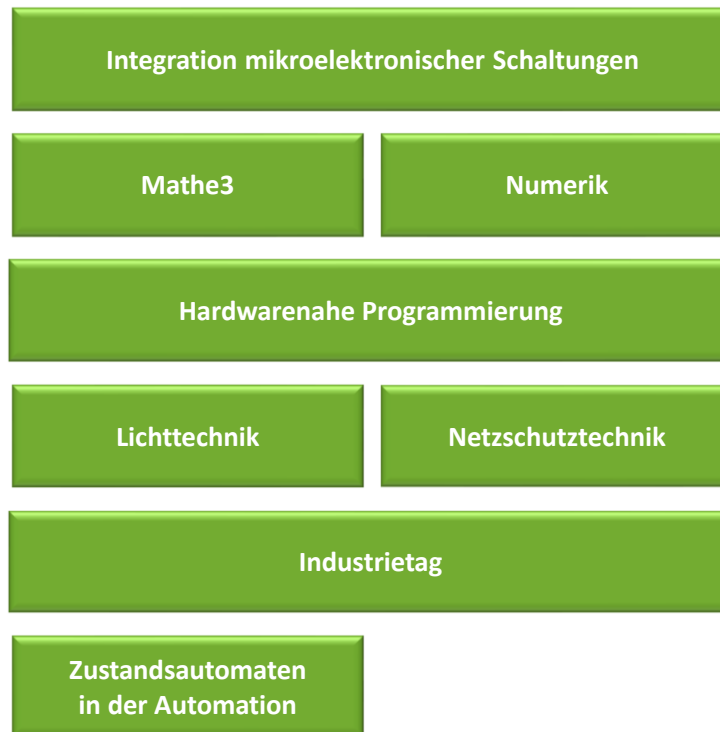 Integration mikroelektronischer Schaltungen
Mathe3
Numerik
Hardwarenahe Programmierung
Lichttechnik
Netzschutztechnik
Industrietag
Zustandsautomaten
in der Automation